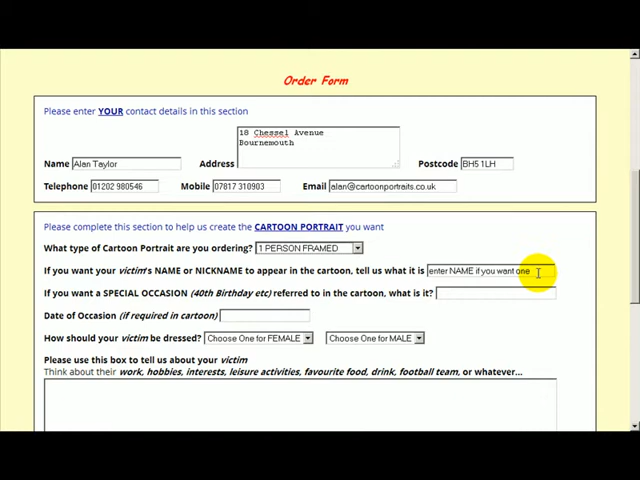 Order Form
Please enter YOUR contact details in this section
18 Chessel Avenue
Bournemouth
Name Alan Taylor Address Postcode BH5 1LH
Telephone 01202 980546 Mobile 07817 310903 Email alan@cartoonportraits.co.uk
Please complete this section to help us create the CARTOON PORTRAIT you want
What type of Cartoon Portrait are you ordering? 1 PERSON FRAMED
If you want your victim's NAME or NICKNAME to appear in the cartoon, tell us what it is enter NAME if you want one
If you want a SPECIAL OCCASION (40th Birthday etc) referred to in the cartoon, what is it?
Date of Occasion (if required in cartoon)
How should your victim be dressed? Choose One for FEMALE Choose One for MALE
Please use this box to tell us about your victim
Think about their work, hobbies, interests, leisure activities, favourite food, drink, football team, or whatever...